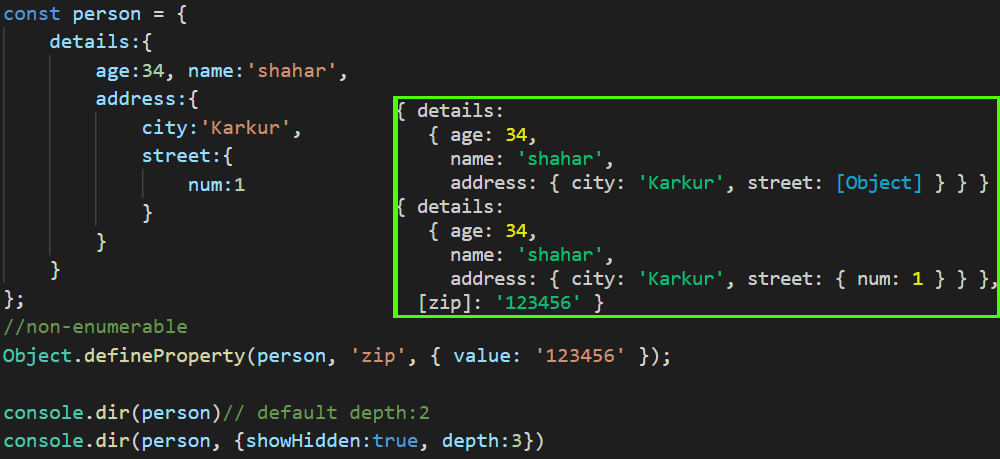 const person = {
details:{
age:34, name:'shahar',
address:{
city:'Karkur',
street:{
num:1
}
}
}
};
//non-enumerable
Object.defineProperty(person, 'zip', { value: '123456' });
console.dir(person)// default depth:2
console.dir(person, {showHidden:true, depth:3})
{ details:
{ age: 34,
name: 'shahar',
address: { city: 'Karkur', street: [Object] } } }
{ details:
{ age: 34,
name: 'shahar',
address: { city: 'Karkur', street: { num: 1 } } },
[zip]: '123456' }